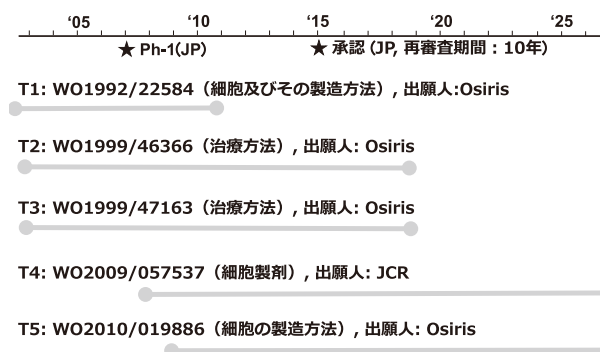 ‘05 ‘10 ‘15 ‘20 ‘25
★ Ph-1(JP) ★ 承認 (JP, 再審査期間：10年)
T1: WO1992/22584（細胞及びその製造方法）, 出願人:Osiris
T2: WO1999/46366（治療方法）, 出願人: Osiris
T3: WO1999/47163（治療方法）, 出願人: Osiris
T4: WO2009/057537（細胞製剤）, 出願人: JCR
T5: WO2010/019886（細胞の製造方法）, 出願人: Osiris